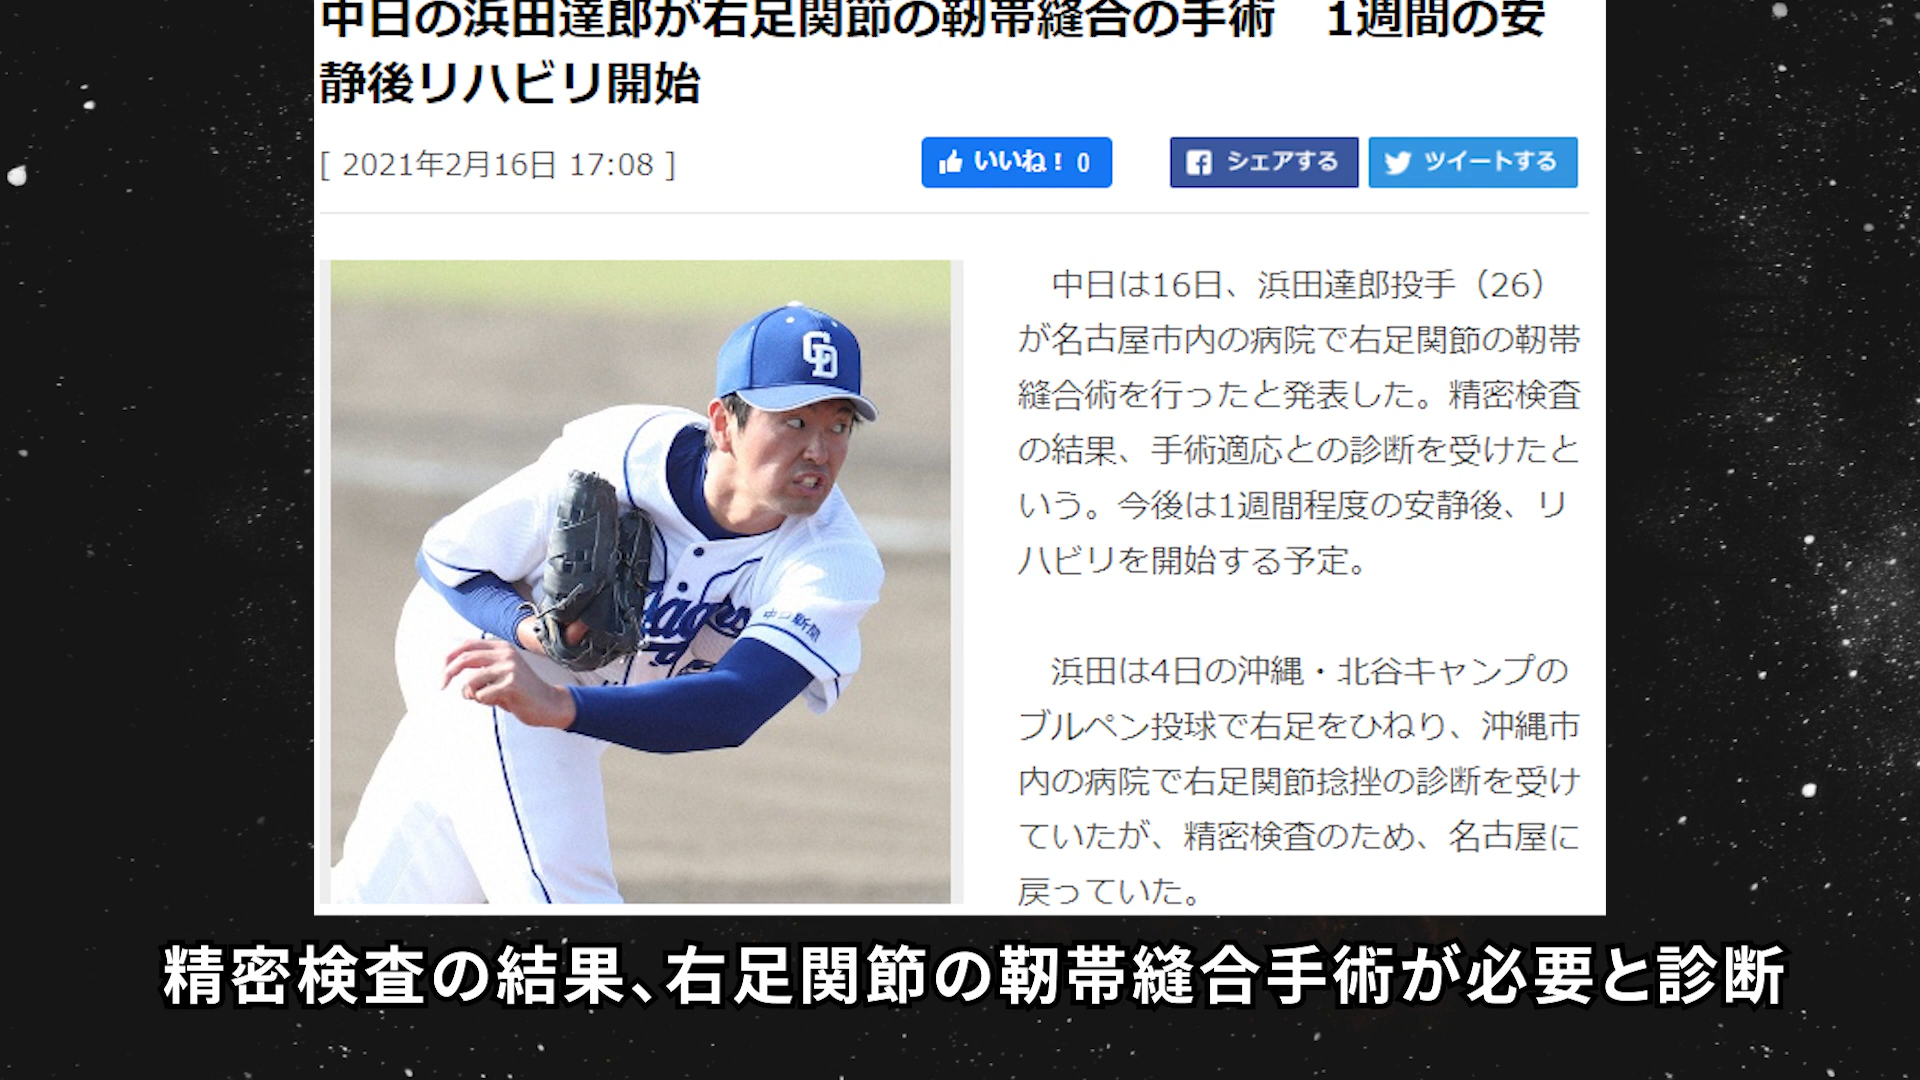 中日の浜田達郎が右足関節の靭帯縫合の手術　1週間の安
静後リハビリ開始
[ 2021年2月16日 17:08 ]
いいね！ 0
シェアする
ツイートする
中日は16日、浜田達郎投手（26）
が名古屋市内の病院で右足関節の靭帯
縫合術を行ったと発表した。精密検査
の結果、手術適応との診断を受けたと
いう。今後は1週間程度の安静後、リ
ハビリを開始する予定。
浜田は4日の沖縄・北谷キャンプの
ブルペン投球で右足をひねり、沖縄市
内の病院で右足関節捻挫の診断を受け
ていたが、精密検査のため、名古屋に
戻っていた。
CD
中日新聞
精密検査の結果、右足関節の靭帯縫合手術が必要と診断